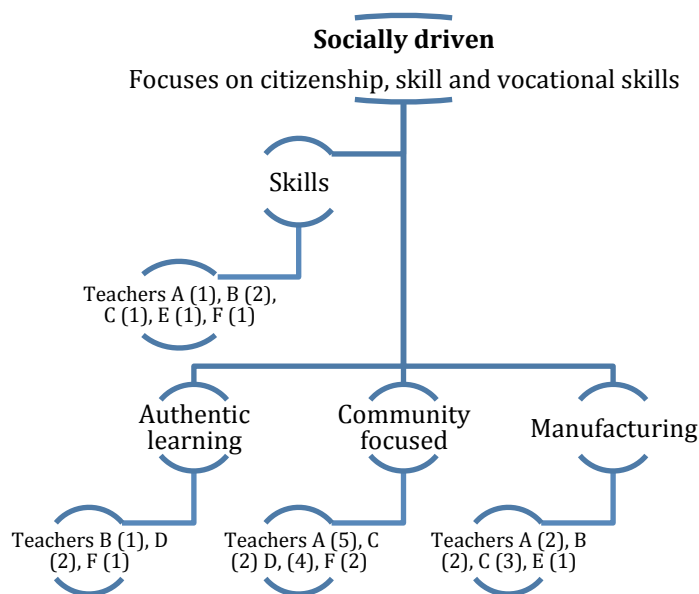 Socially driven
Focuses on citizenship, skill and vocational skills
Skills
Teachers A (1), B (2),
C (1), E (1), F (1)
Authentic
learning
Community
focused
Manufacturing
Teachers B (1), D
(2), F (1)
Teachers A (5), C
(2) D, (4), F (2)
Teachers A (2), B
(2), C (3), E (1)